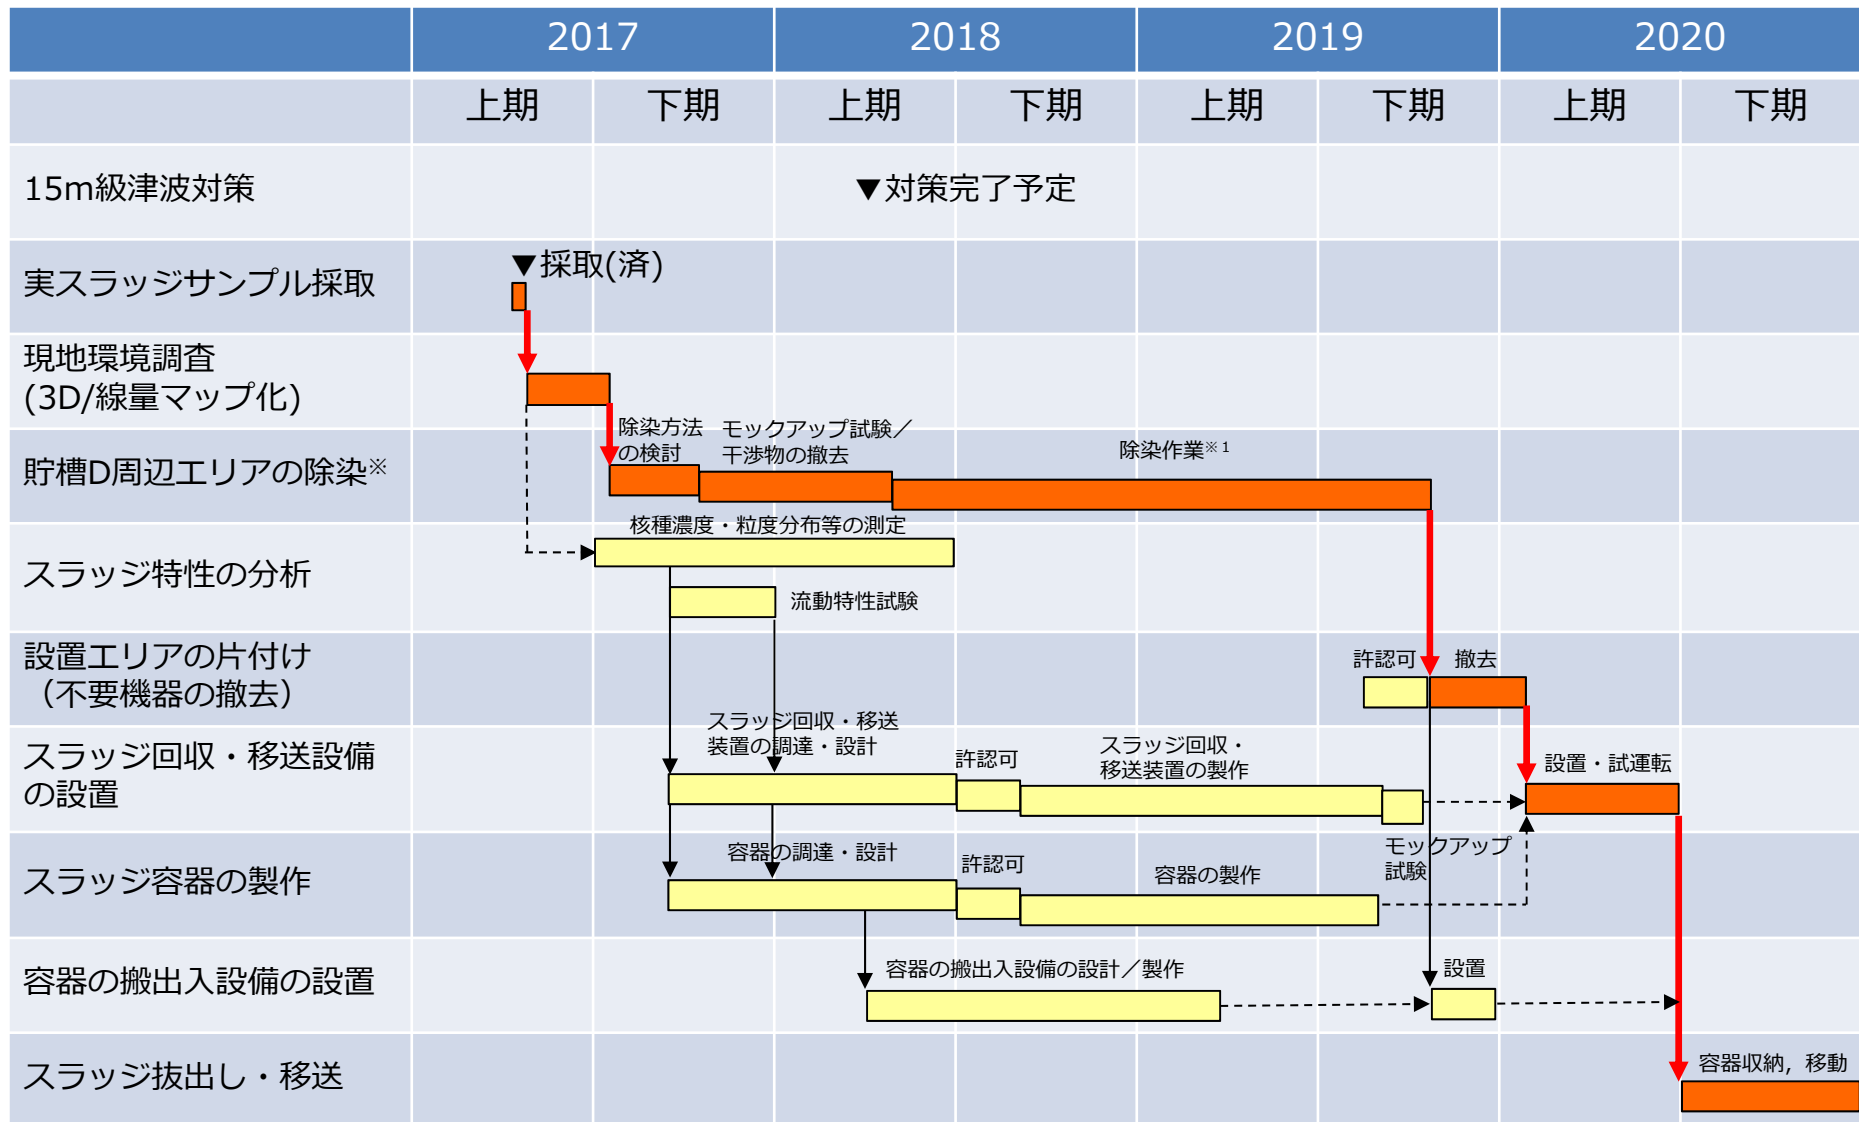 2017 2018 2019 2020
上期 下期 上期 下期 上期 下期 上期 下期
15m級津波対策
▼対策完了予定
実スラッジサンプル採取
▼採取(済)
現地環境調査
(3D/線量マップ化)
貯槽D周辺エリアの除染※
除染方法
の検討
モックアップ試験／
干渉物の撤去
除染作業※1
スラッジ特性の分析
核種濃度・粒度分布等の測定
流動特性試験
設置エリアの片付け
（不要機器の撤去）
許認可
撤去
スラッジ回収・移送設備
の設置
スラッジ回収・移送
装置の調達・設計
許認可
スラッジ回収・
移送装置の製作
設置・試運転
モックアップ
試験
スラッジ容器の製作
容器の調達・設計
許認可
容器の製作
容器の搬出入設備の設置
容器の搬出入設備の設計／製作
設置
スラッジ抜出し・移送
容器収納，移動